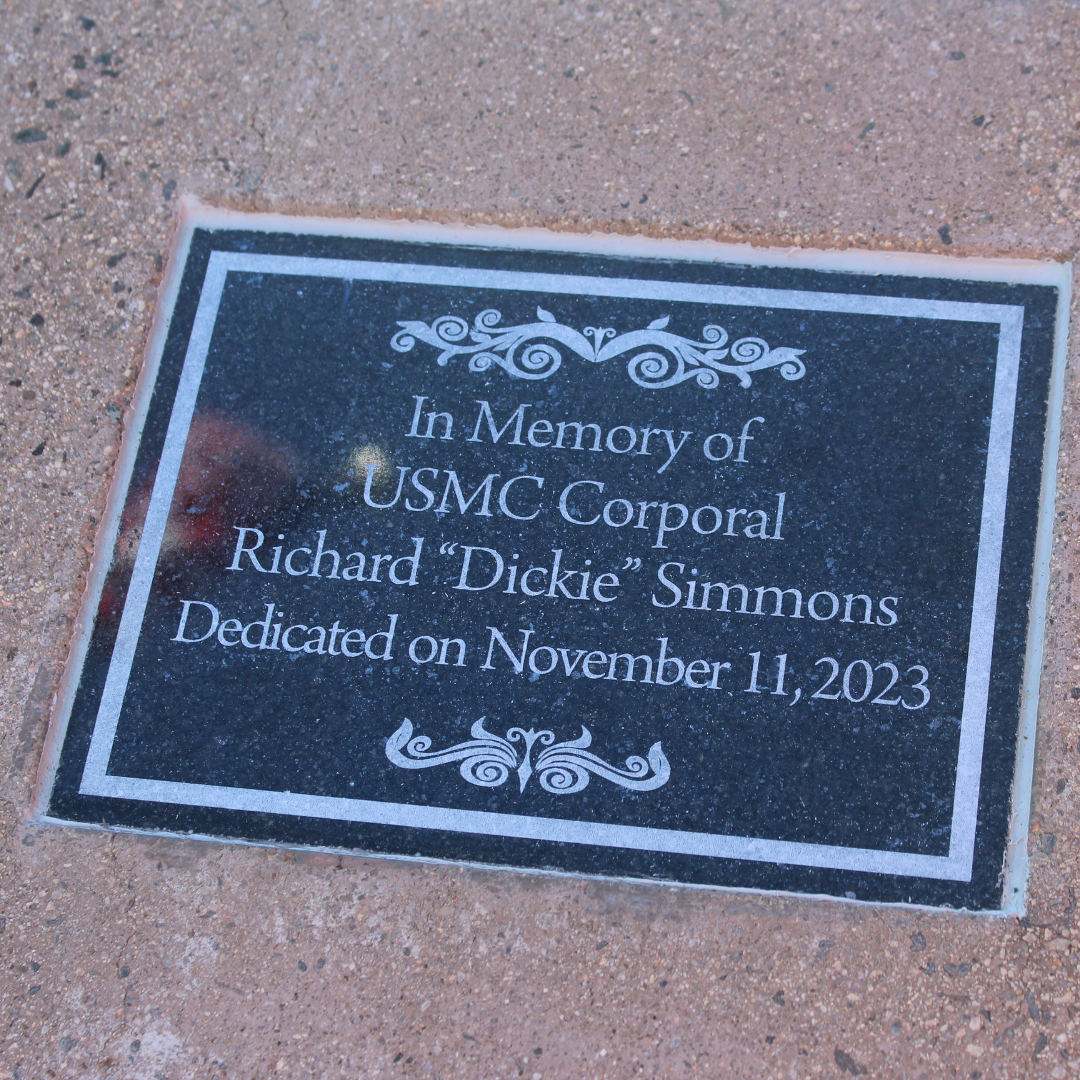 In Memory of
USMC Corporal
Richard “Dickie” Simmons
Dedicated on November 11, 2023